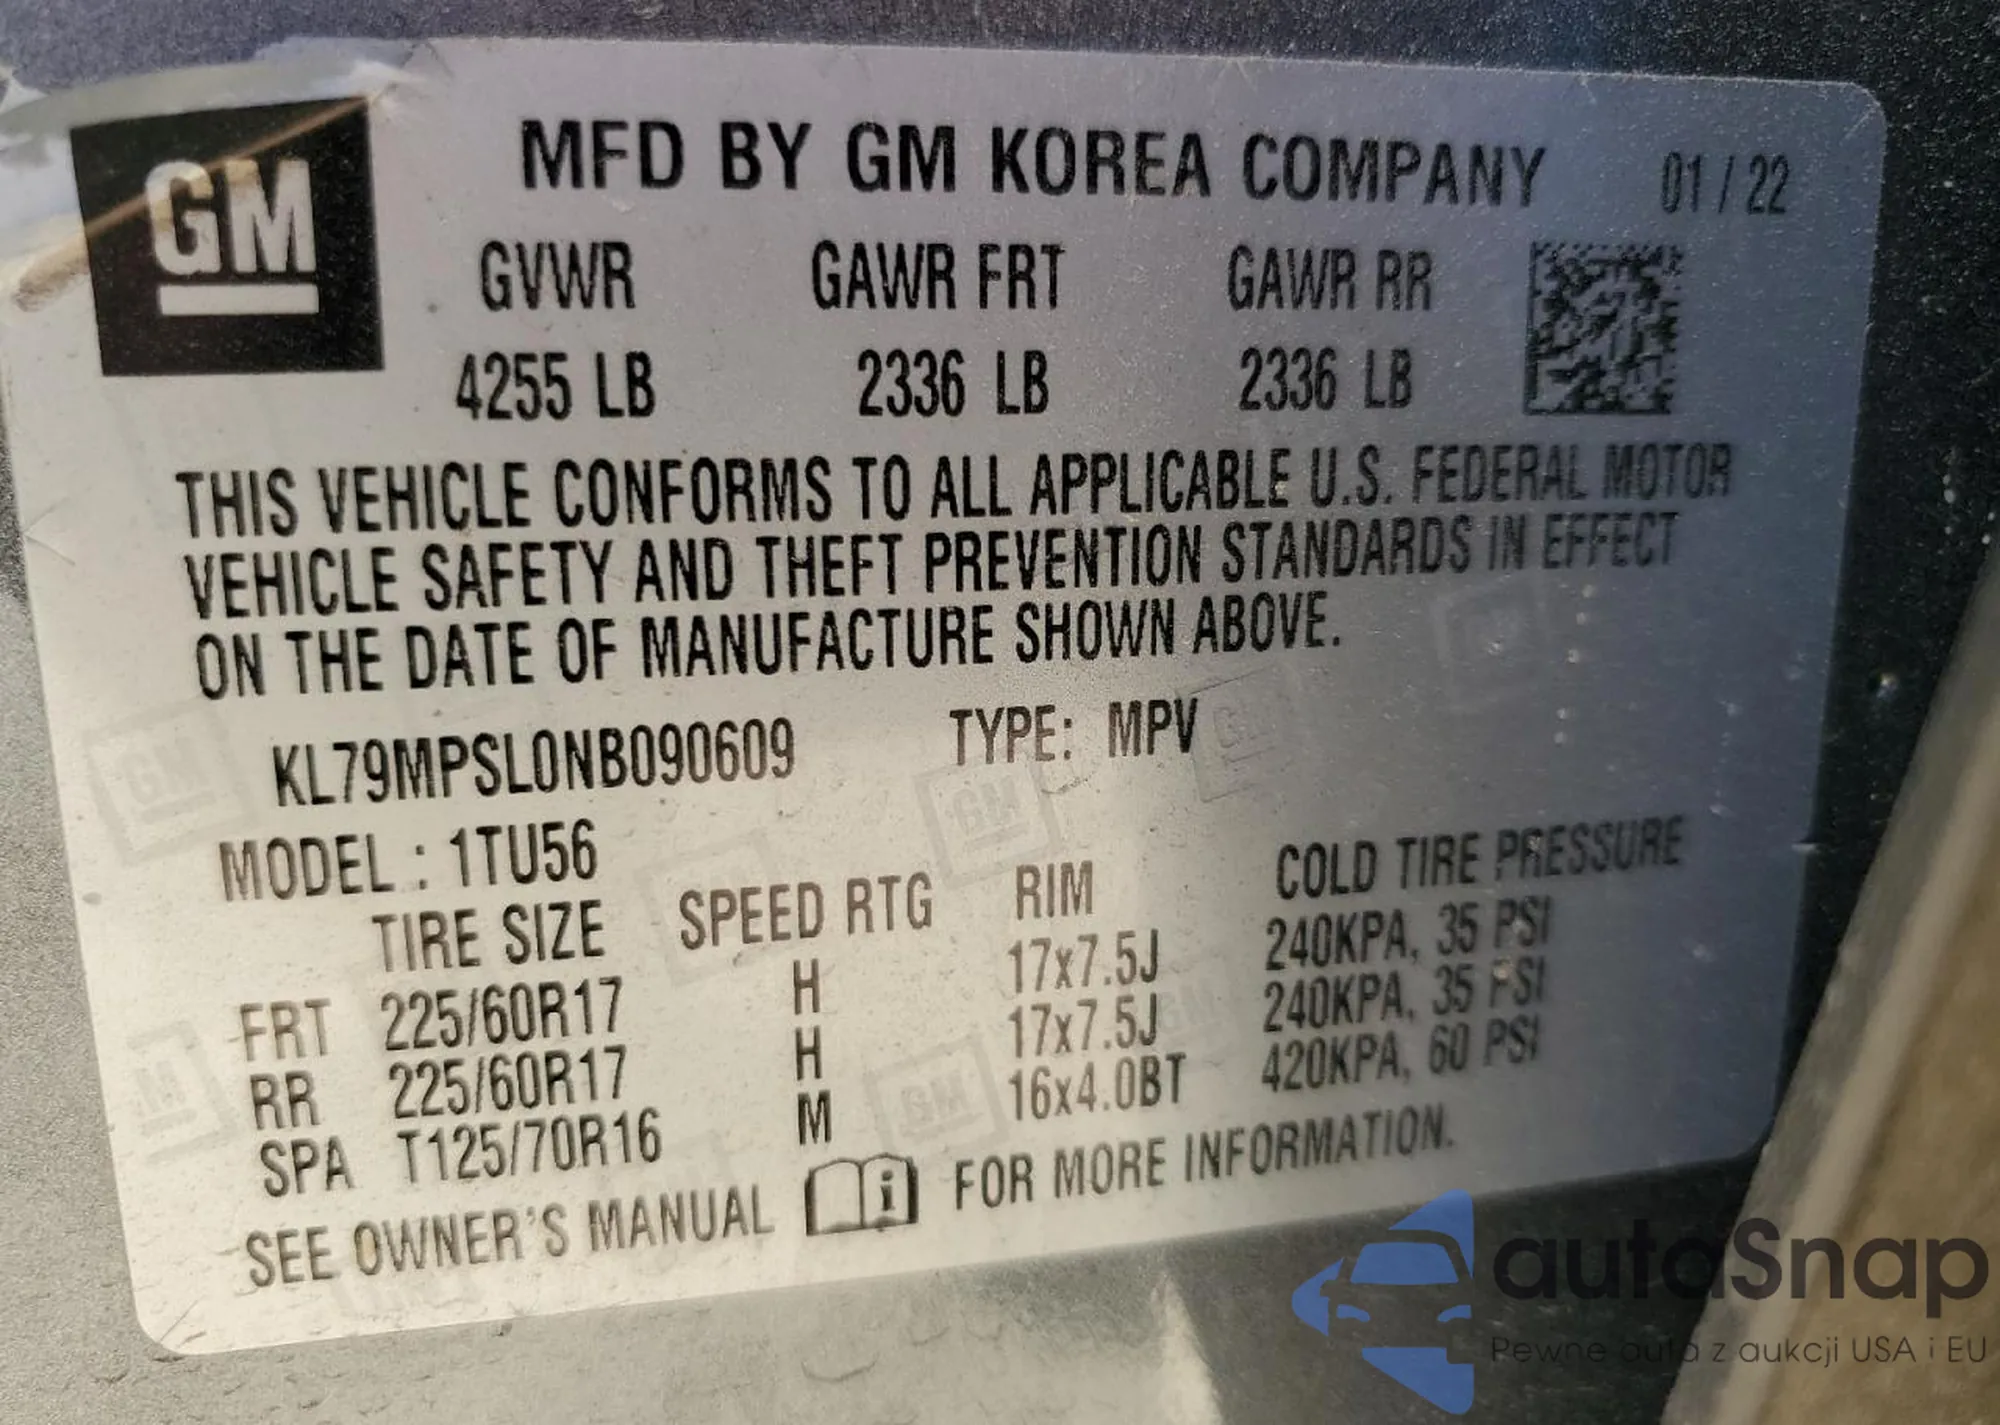 GM
MFD BY GM KOREA COMPANY 01 / 22
GVWR GAWR FRT GAWR RR
4255 LB 2336 LB 2336 LB
THIS VEHICLE CONFORMS TO ALL APPLICABLE U.S. FEDERAL MOTOR
VEHICLE SAFETY AND THEFT PREVENTION STANDARDS IN EFFECT
ON THE DATE OF MANUFACTURE SHOWN ABOVE.
KL79MPSL0NB090609 TYPE: MPV
MODEL : 1TU56
TIRE SIZE SPEED RTG RIM COLD TIRE PRESSURE
FRT 225/60R17 H 17x7.5J 240KPA, 35 PSI
RR 225/60R17 H 17x7.5J 240KPA, 35 PSI
SPA T125/70R16 M 16x4.0BT 420KPA, 60 PSI
SEE OWNER'S MANUAL FOR MORE INFORMATION.
autaSnap
Pewne auta z aukcji USA i EU